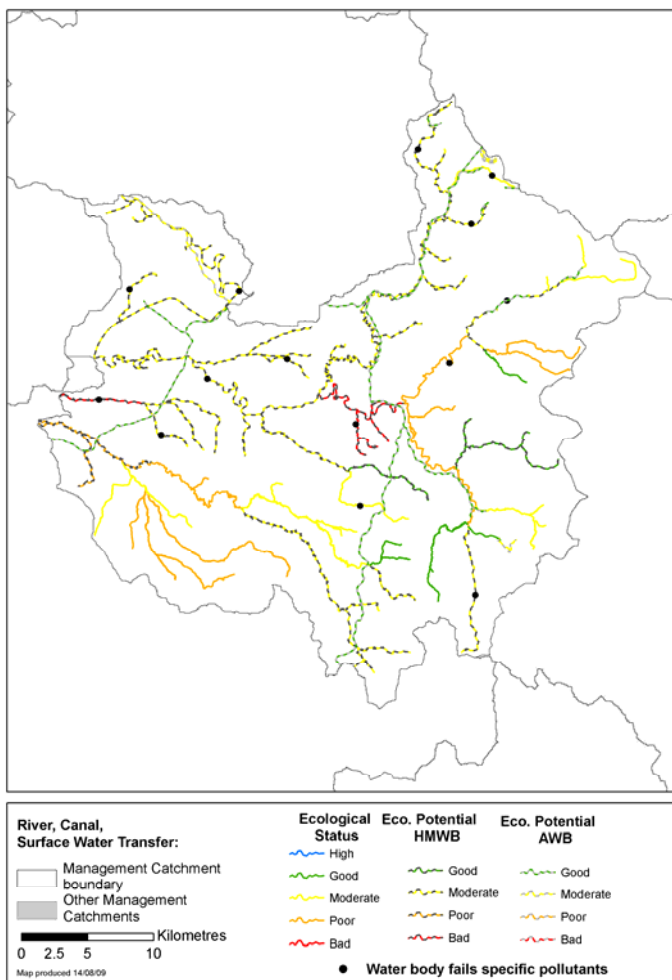 River, Canal,
Surface Water Transfer:
Management Catchment
boundary
Other Management
Catchments
Kilometres
0 2.5 5 10
Map produced 14/08/09
Ecological
Status
High
Good
Moderate
Poor
Bad
Eco. Potential
HMWB
Good
Moderate
Poor
Bad
Eco. Potential
AWB
Good
Moderate
Poor
Bad
Water body fails specific pollutants